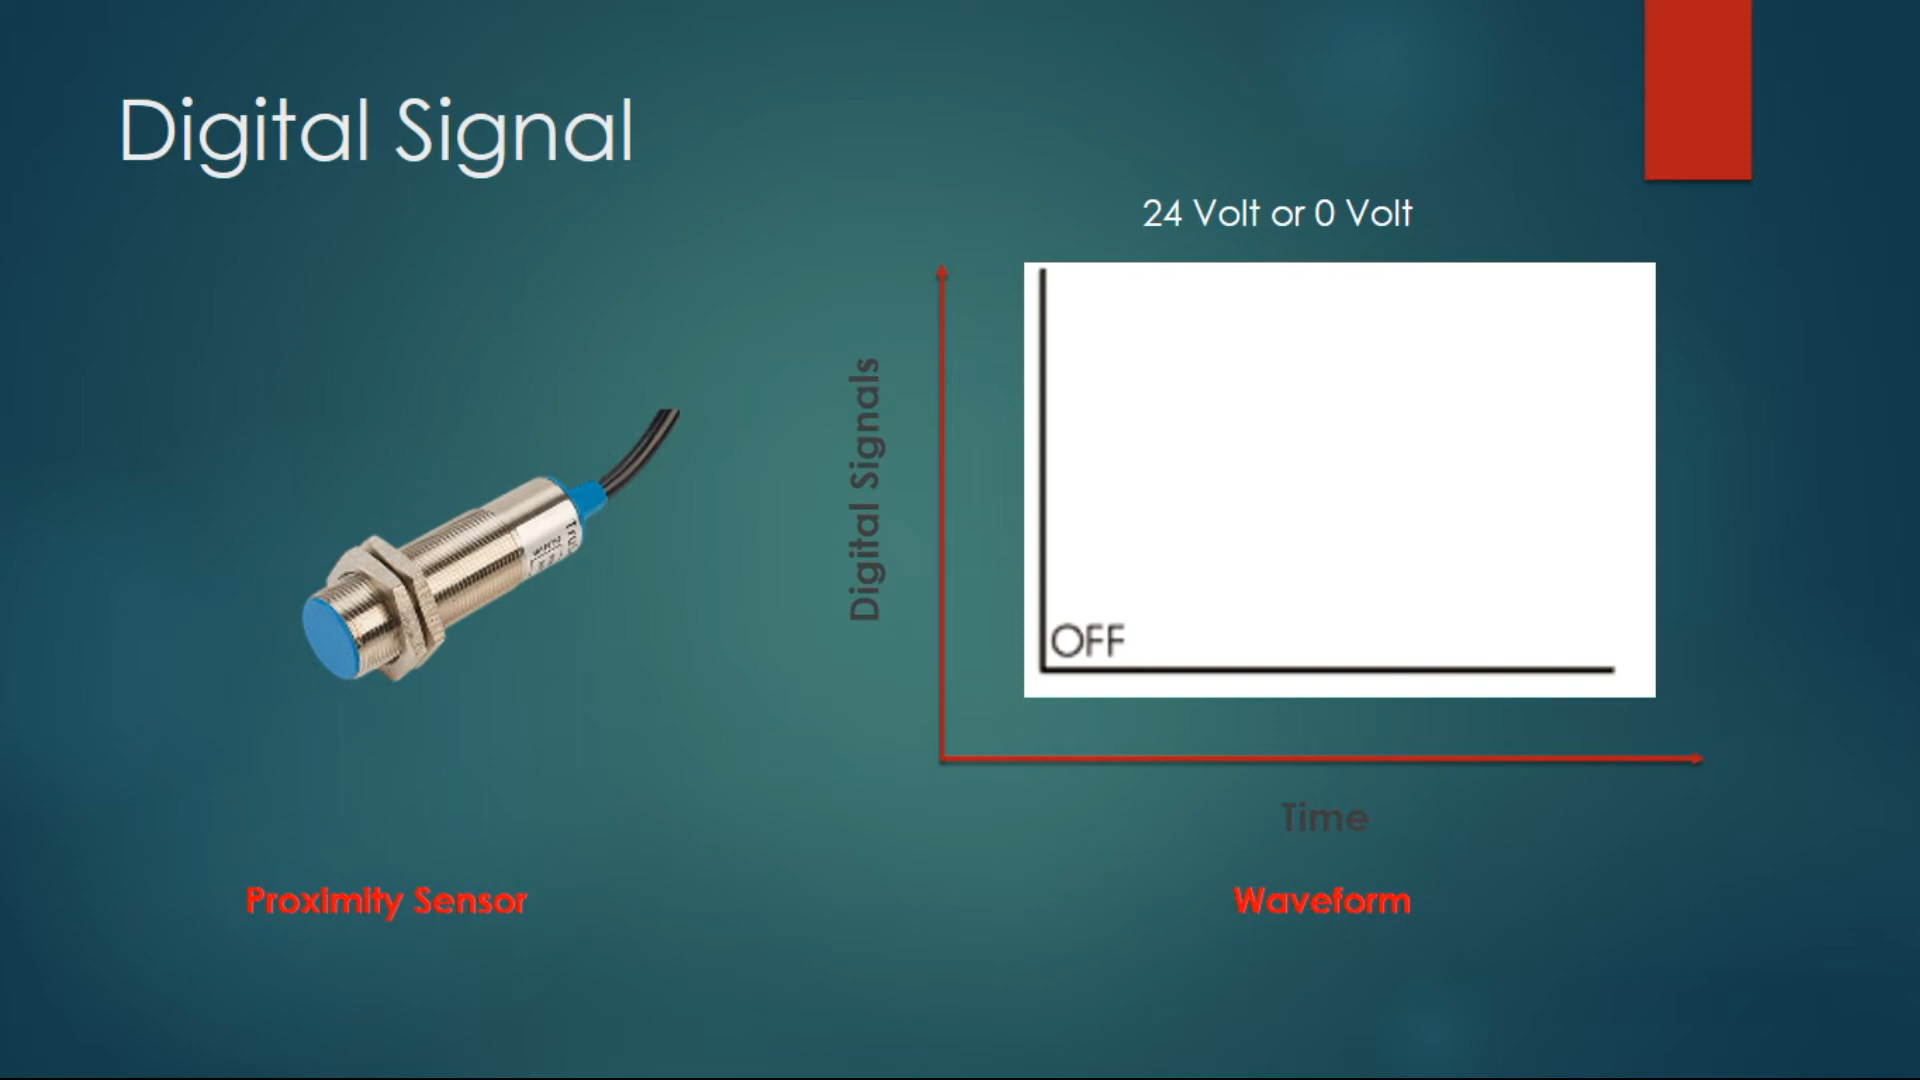 Digital Signal
24 Volt or 0 Volt
Digital Signals
OFF
Time
Proximity Sensor
Waveform